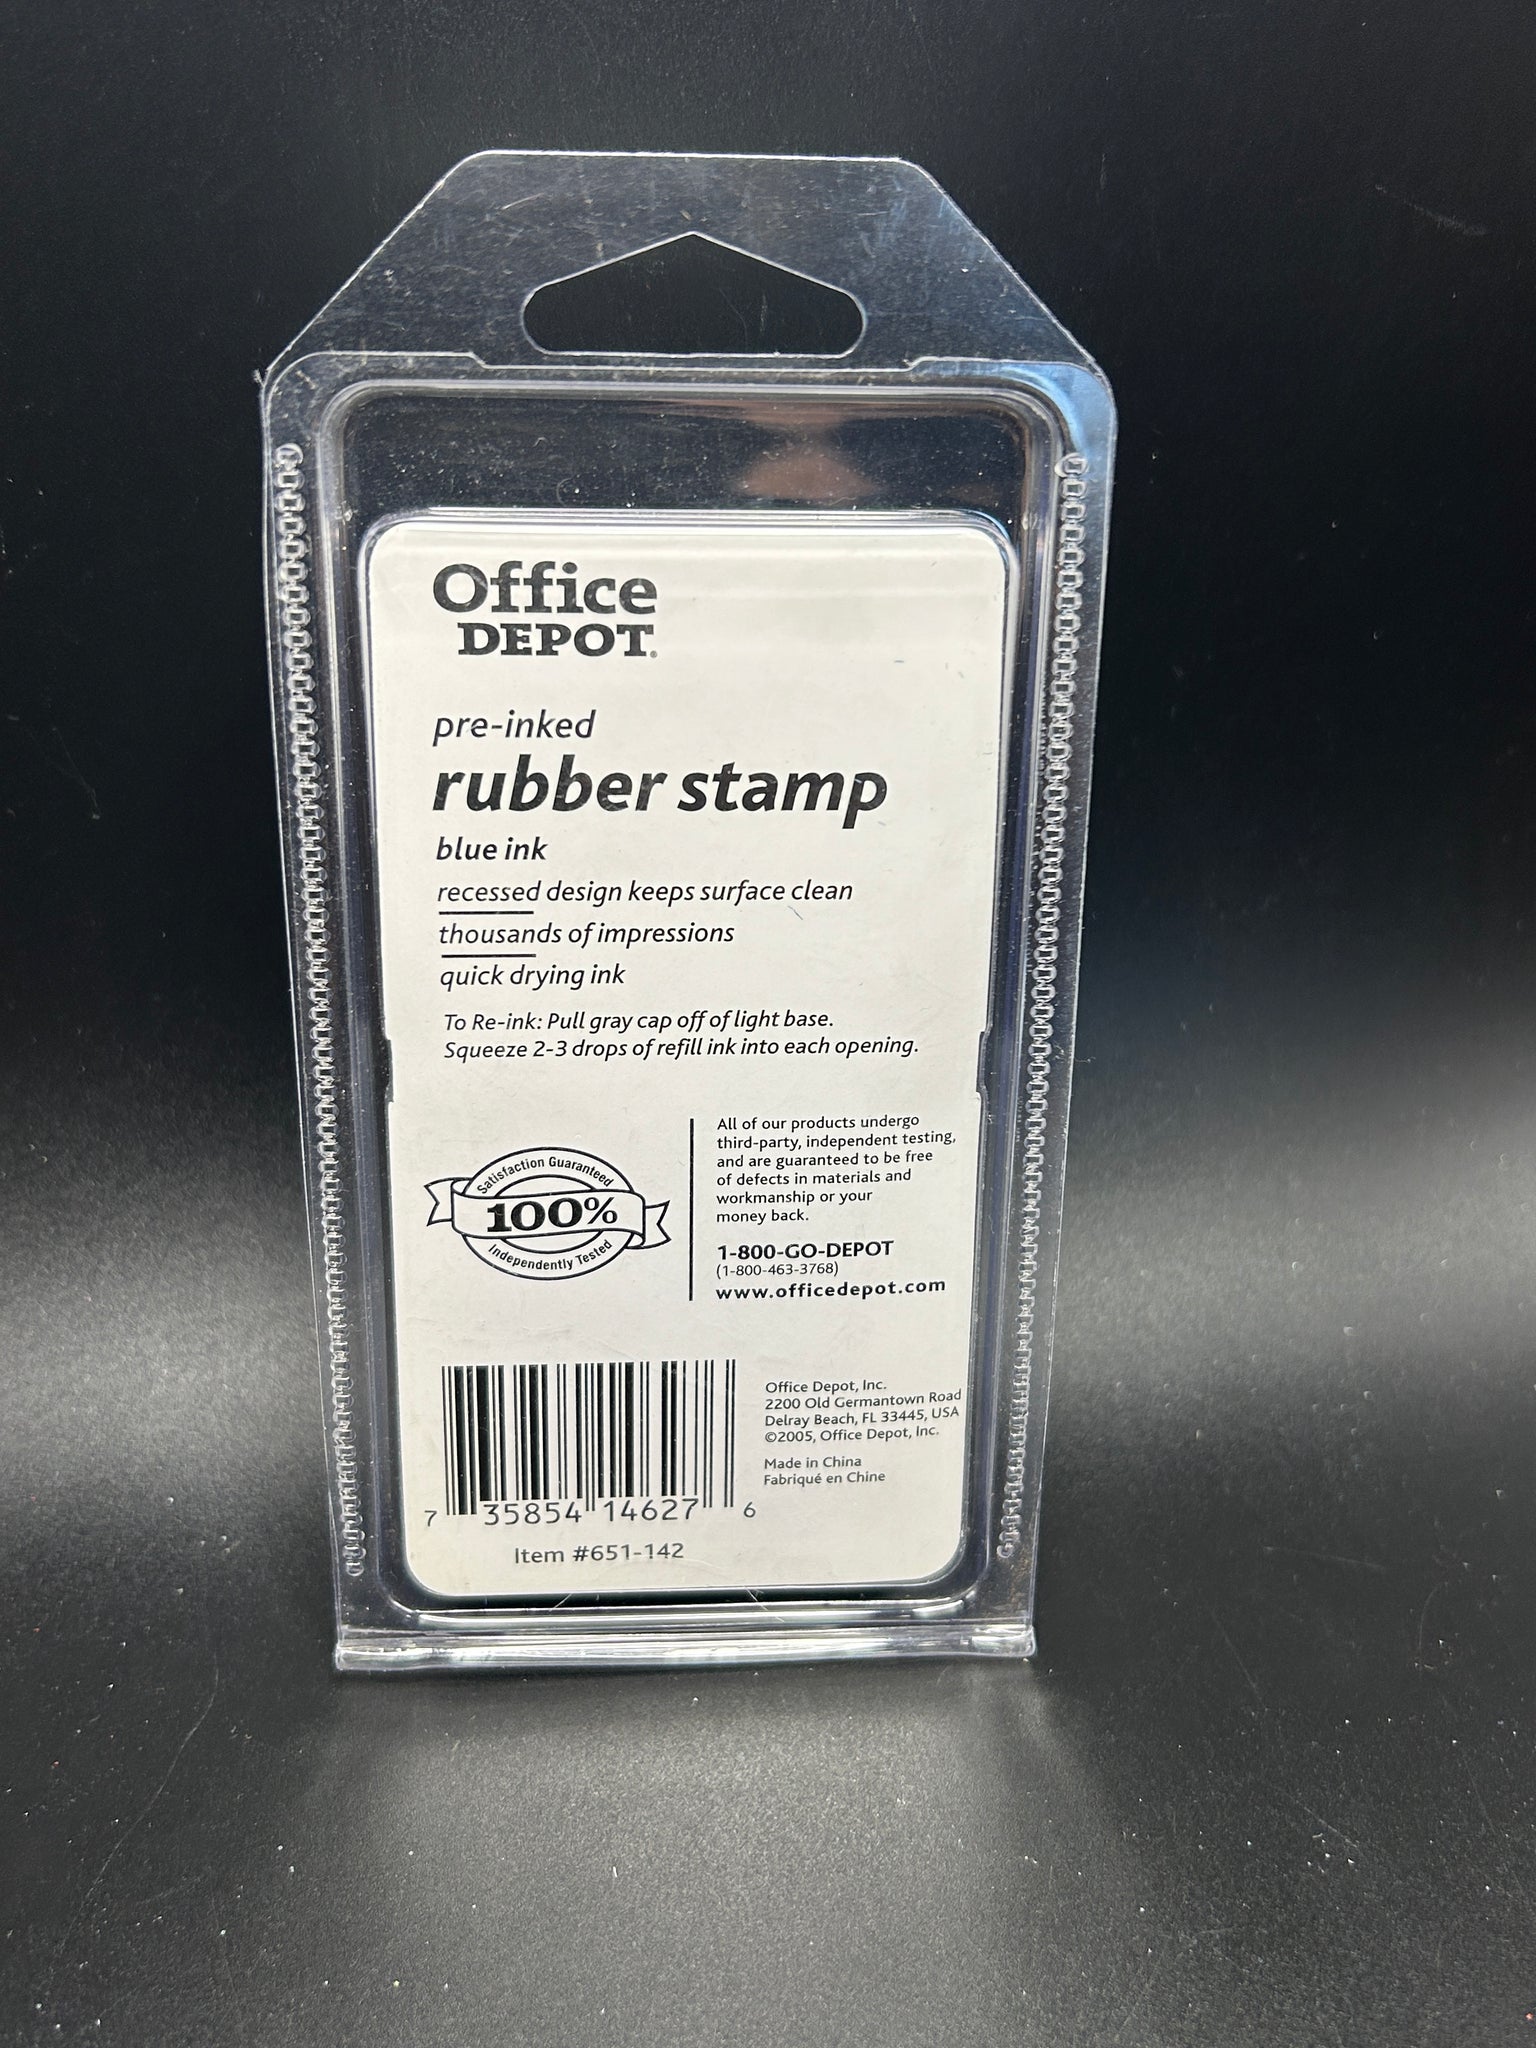 Office
DEPOT®
pre-inked
rubber stamp
blue ink
recessed design keeps surface clean
thousands of impressions
quick drying ink
To Re-ink: Pull gray cap off of light base.
Squeeze 2-3 drops of refill ink into each opening.
Satisfaction Guaranteed
100%
Independently Tested
All of our products undergo
third-party, independent testing,
and are guaranteed to be free
of defects in materials and
workmanship or your
money back.
1-800-GO-DEPOT
(1-800-463-3768)
www.officedepot.com
7 35854 14627 6
Item #651-142
Office Depot, Inc.
2200 Old Germantown Road
Delray Beach, FL 33445, USA
©2005, Office Depot, Inc.
Made in China
Fabriqué en Chine